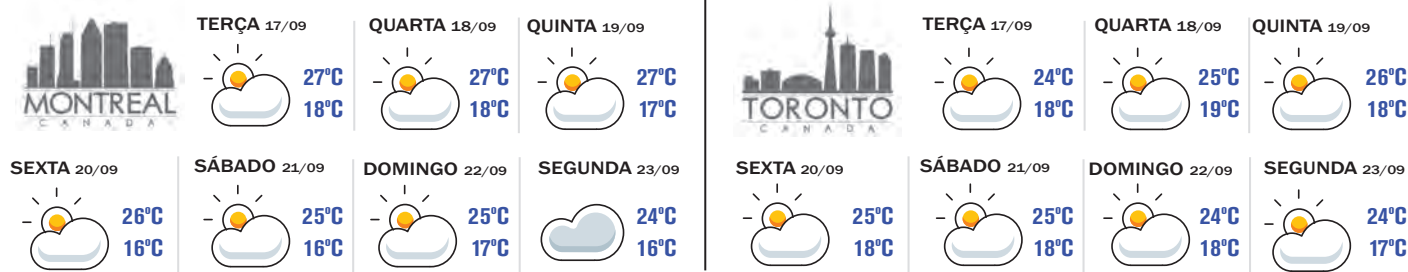 MONTREAL
CANADA
TERÇA 17/09
27ºC
18ºC
QUARTA 18/09
27ºC
18ºC
QUINTA 19/09
27ºC
17ºC
SEXTA 20/09
26ºC
16ºC
SÁBADO 21/09
25ºC
16ºC
DOMINGO 22/09
25ºC
17ºC
SEGUNDA 23/09
24ºC
16ºC
TORONTO
CANADA
TERÇA 17/09
24ºC
18ºC
QUARTA 18/09
25ºC
19ºC
QUINTA 19/09
26ºC
18ºC
SEXTA 20/09
25ºC
18ºC
SÁBADO 21/09
25ºC
18ºC
DOMINGO 22/09
24ºC
18ºC
SEGUNDA 23/09
24ºC
17ºC